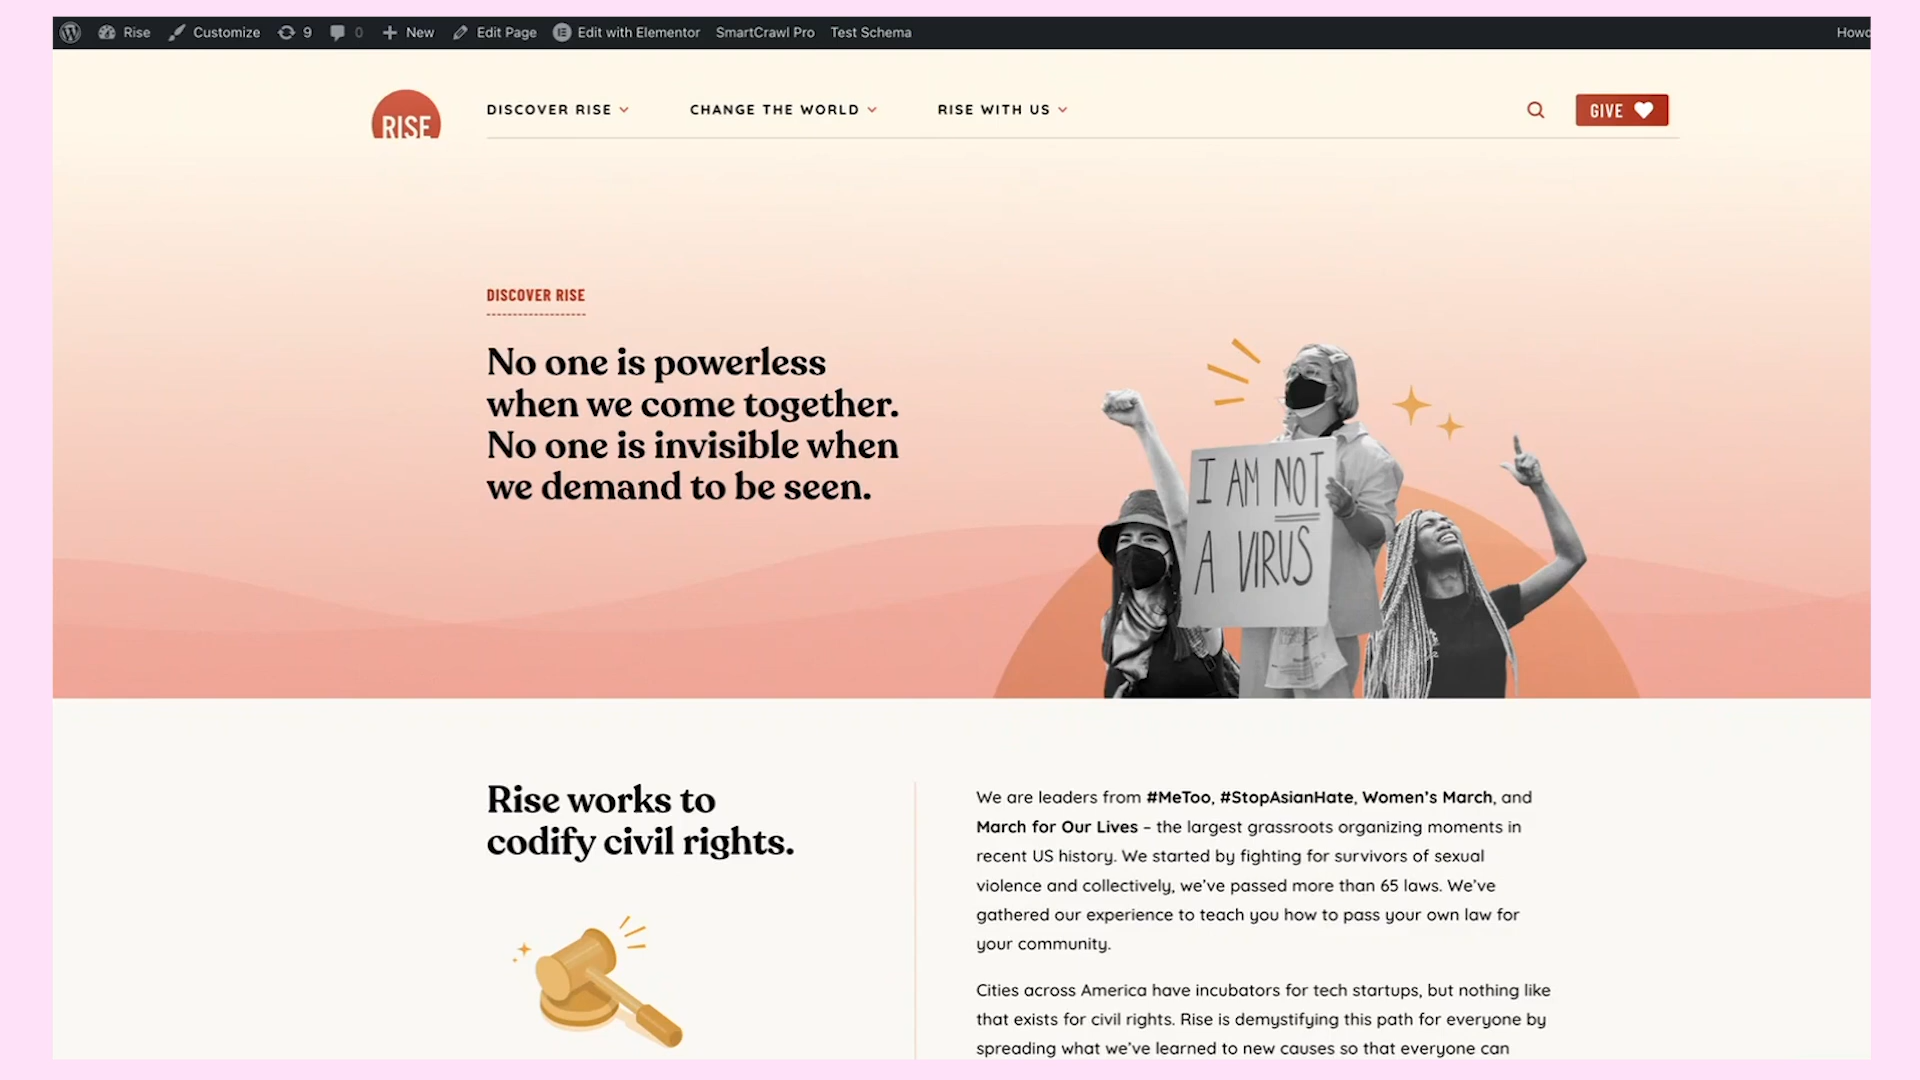 Rise Customize 9 0 New Edit Page Edit with Elementor SmartCrawl Pro Test Schema
RISE DISCOVER RISE CHANGE THE WORLD RISE WITH US GIVE
DISCOVER RISE
No one is powerless
when we come together.
No one is invisible when
we demand to be seen.
I AM NOT
A VIRUS
Rise works to
codify civil rights.
We are leaders from #MeToo, #StopAsianHate, Women’s March, and
March for Our Lives – the largest grassroots organizing moments in
recent US history. We started by fighting for survivors of sexual
violence and collectively, we’ve passed more than 65 laws. We’ve
gathered our experience to teach you how to pass your own law for
your community.
Cities across America have incubators for tech startups, but nothing like
that exists for civil rights. Rise is demystifying this path for everyone by
spreading what we’ve learned to new causes so that everyone can